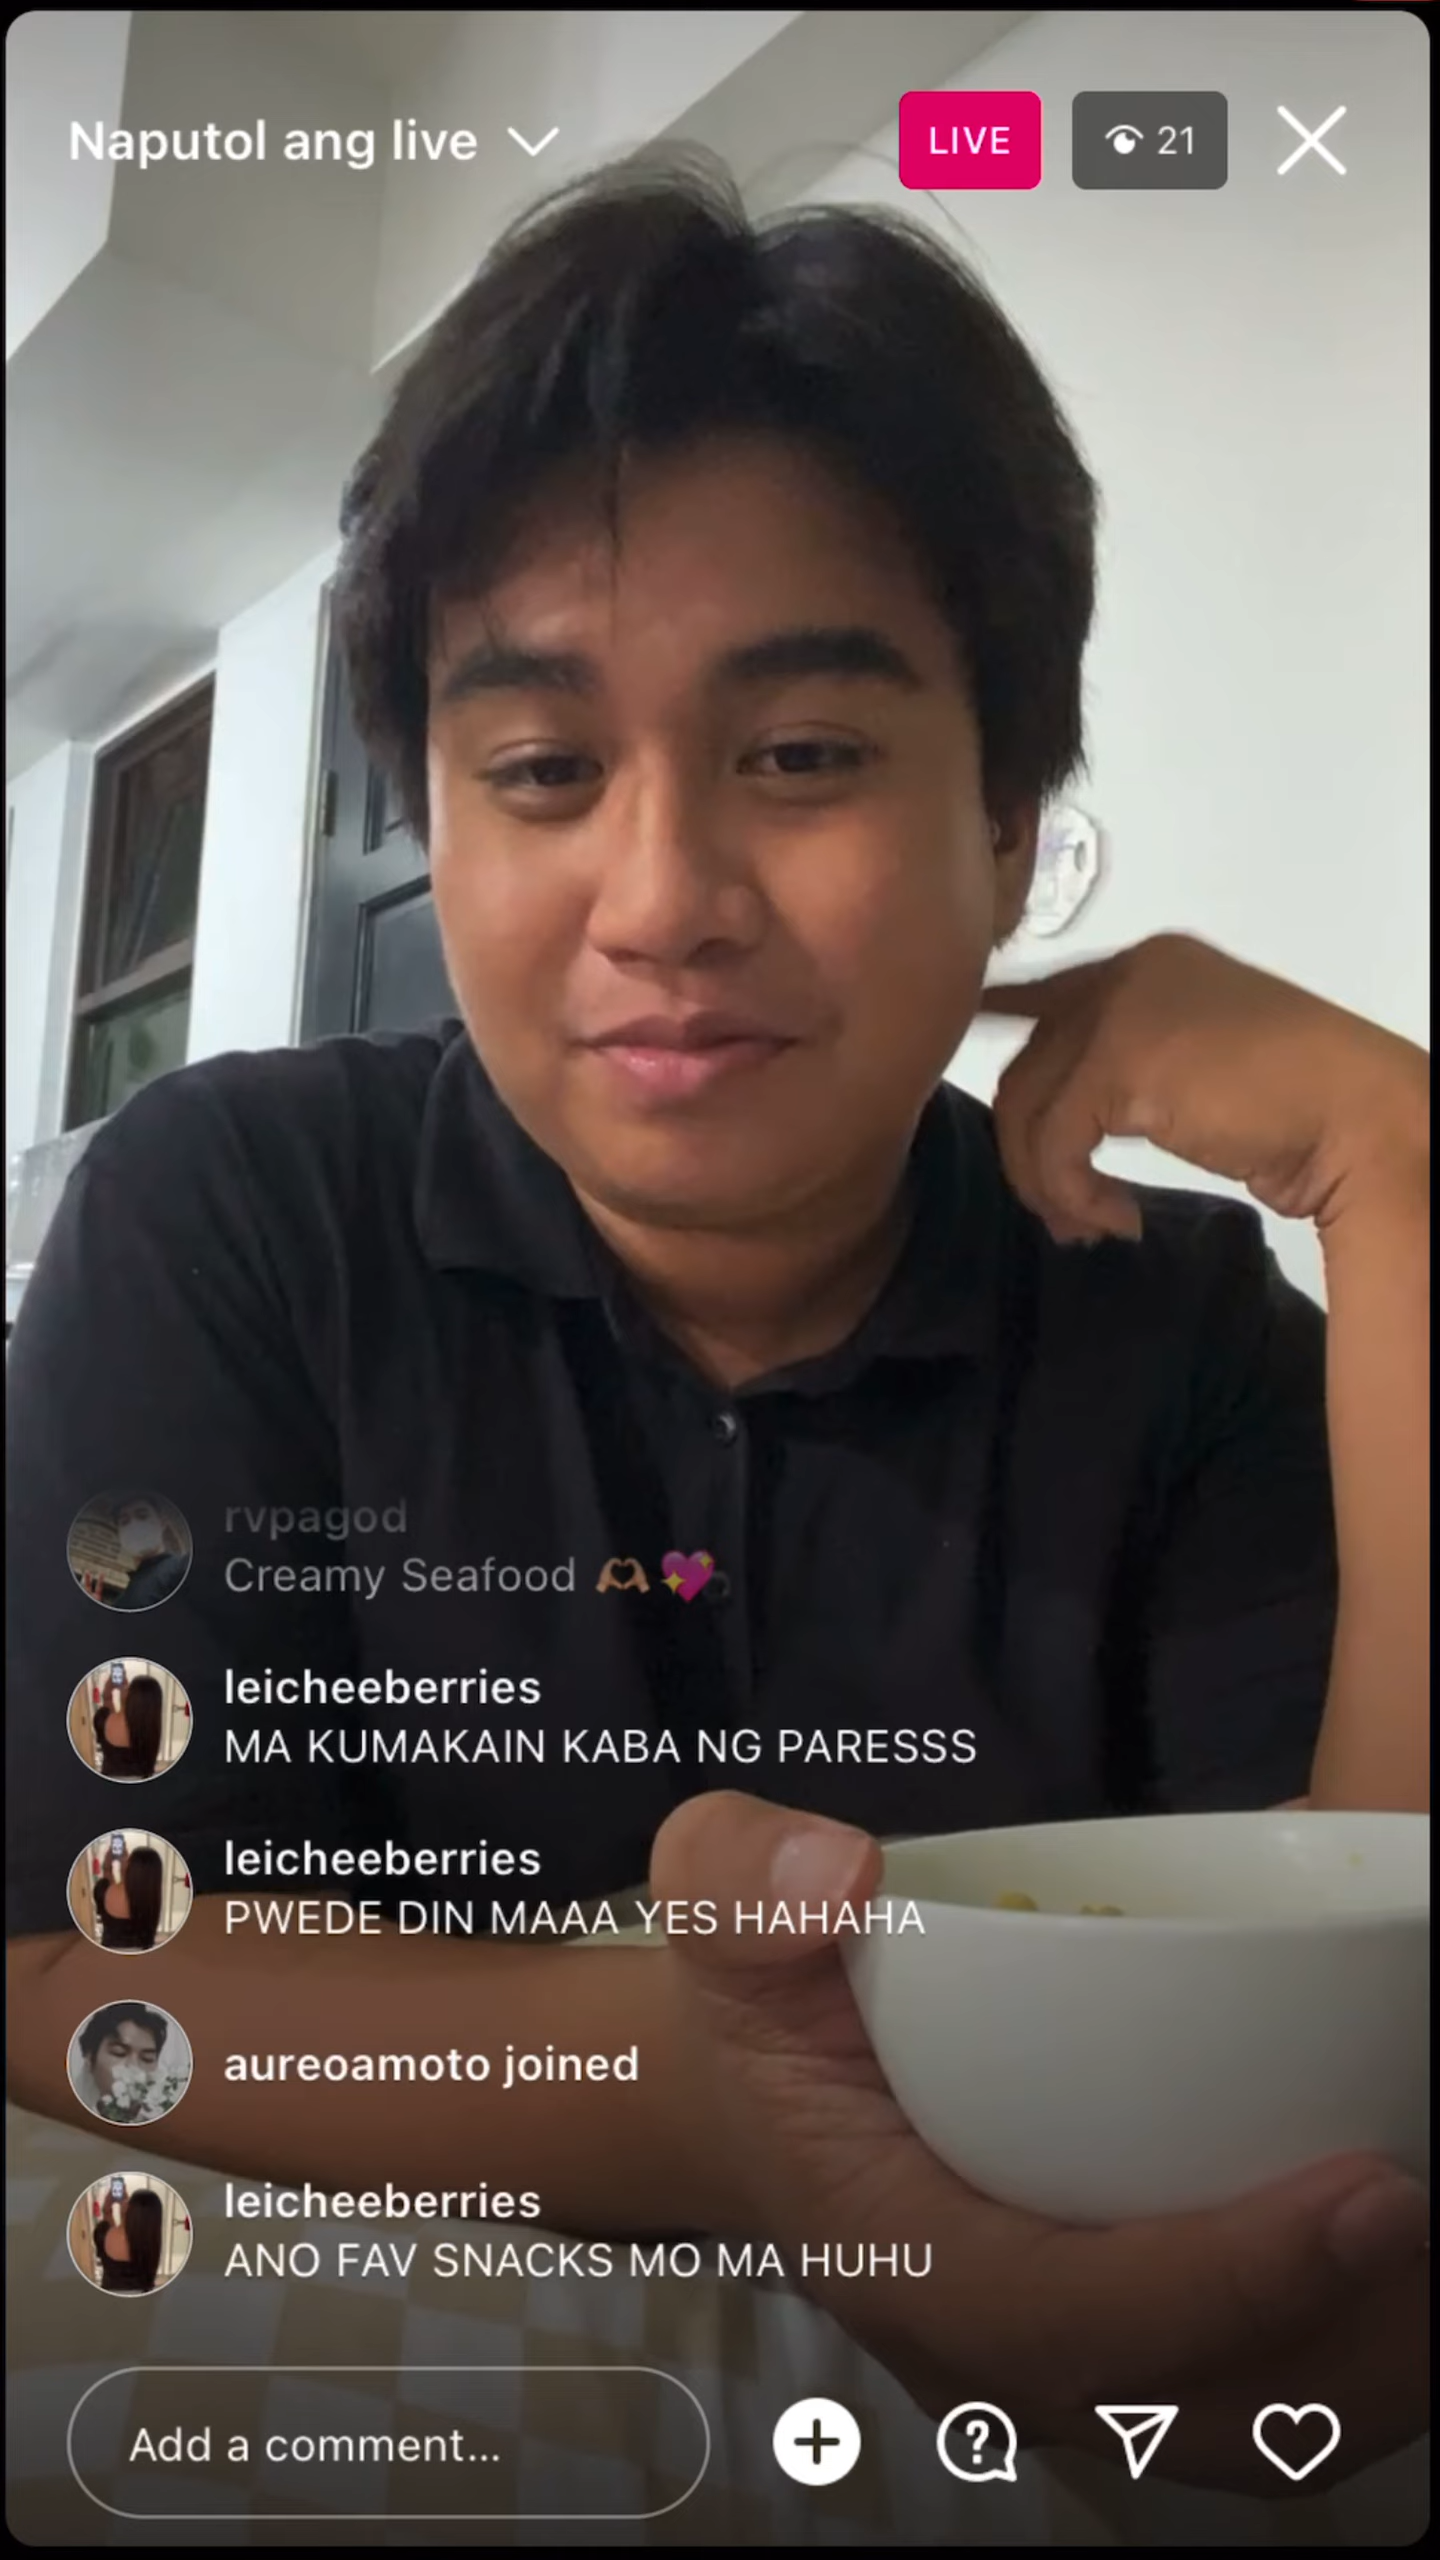 Naputol ang live
LIVE
21
rvpagod
Creamy Seafood 🫶🏽💖
leicheeberries
MA KUMAKAIN KABA NG PARESSS
leicheeberries
PWEDE DIN MAAA YES HAHAHA
aureoamoto joined
leicheeberries
ANO FAV SNACKS MO MA HUHU
Add a comment...